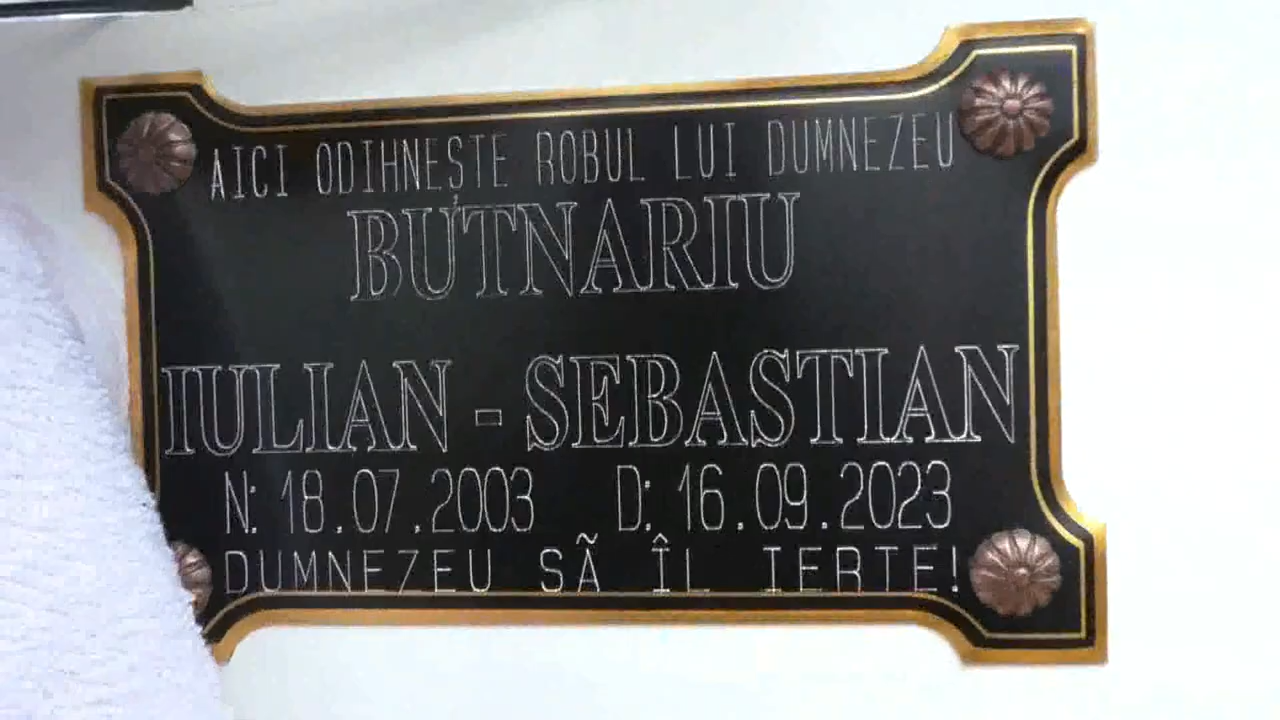 AICI ODIHNEȘTE ROBUL LUI DUMNEZEU
BUTNARIU
IULIAN - SEBASTIAN
N: 18.07.2003 D: 16.09.2023
DUMNEZEU SÃ ÎL IERTE!